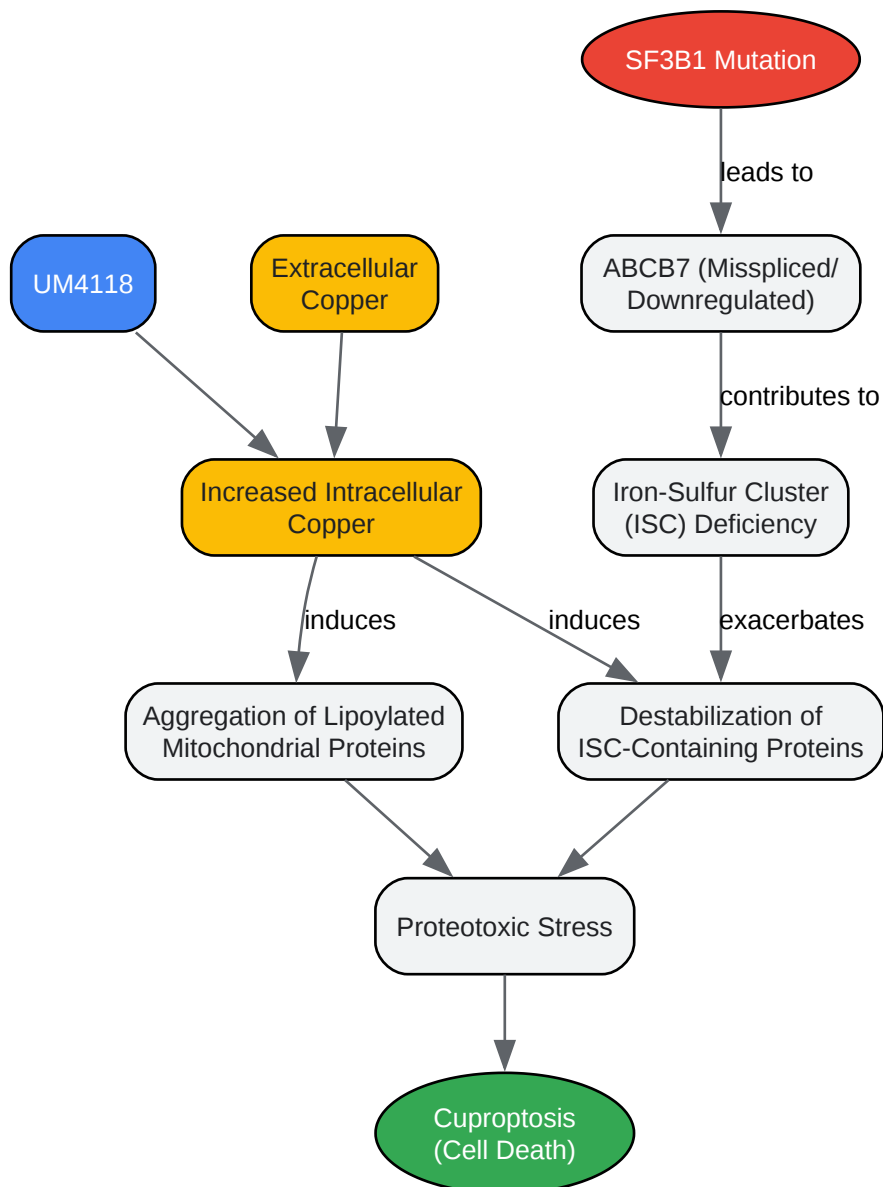 SF3B1 Mutation
leads to
UM4118
Extracellular
Copper
ABCB7 (Misspliced/
Downregulated)
contributes to
Increased Intracellular
Copper
Iron-Sulfur Cluster
(ISC) Deficiency
induces
induces
exacerbates
Aggregation of Lipoylated
Mitochondrial Proteins
Destabilization of
ISC-Containing Proteins
Proteotoxic Stress
Cuproptosis
(Cell Death)